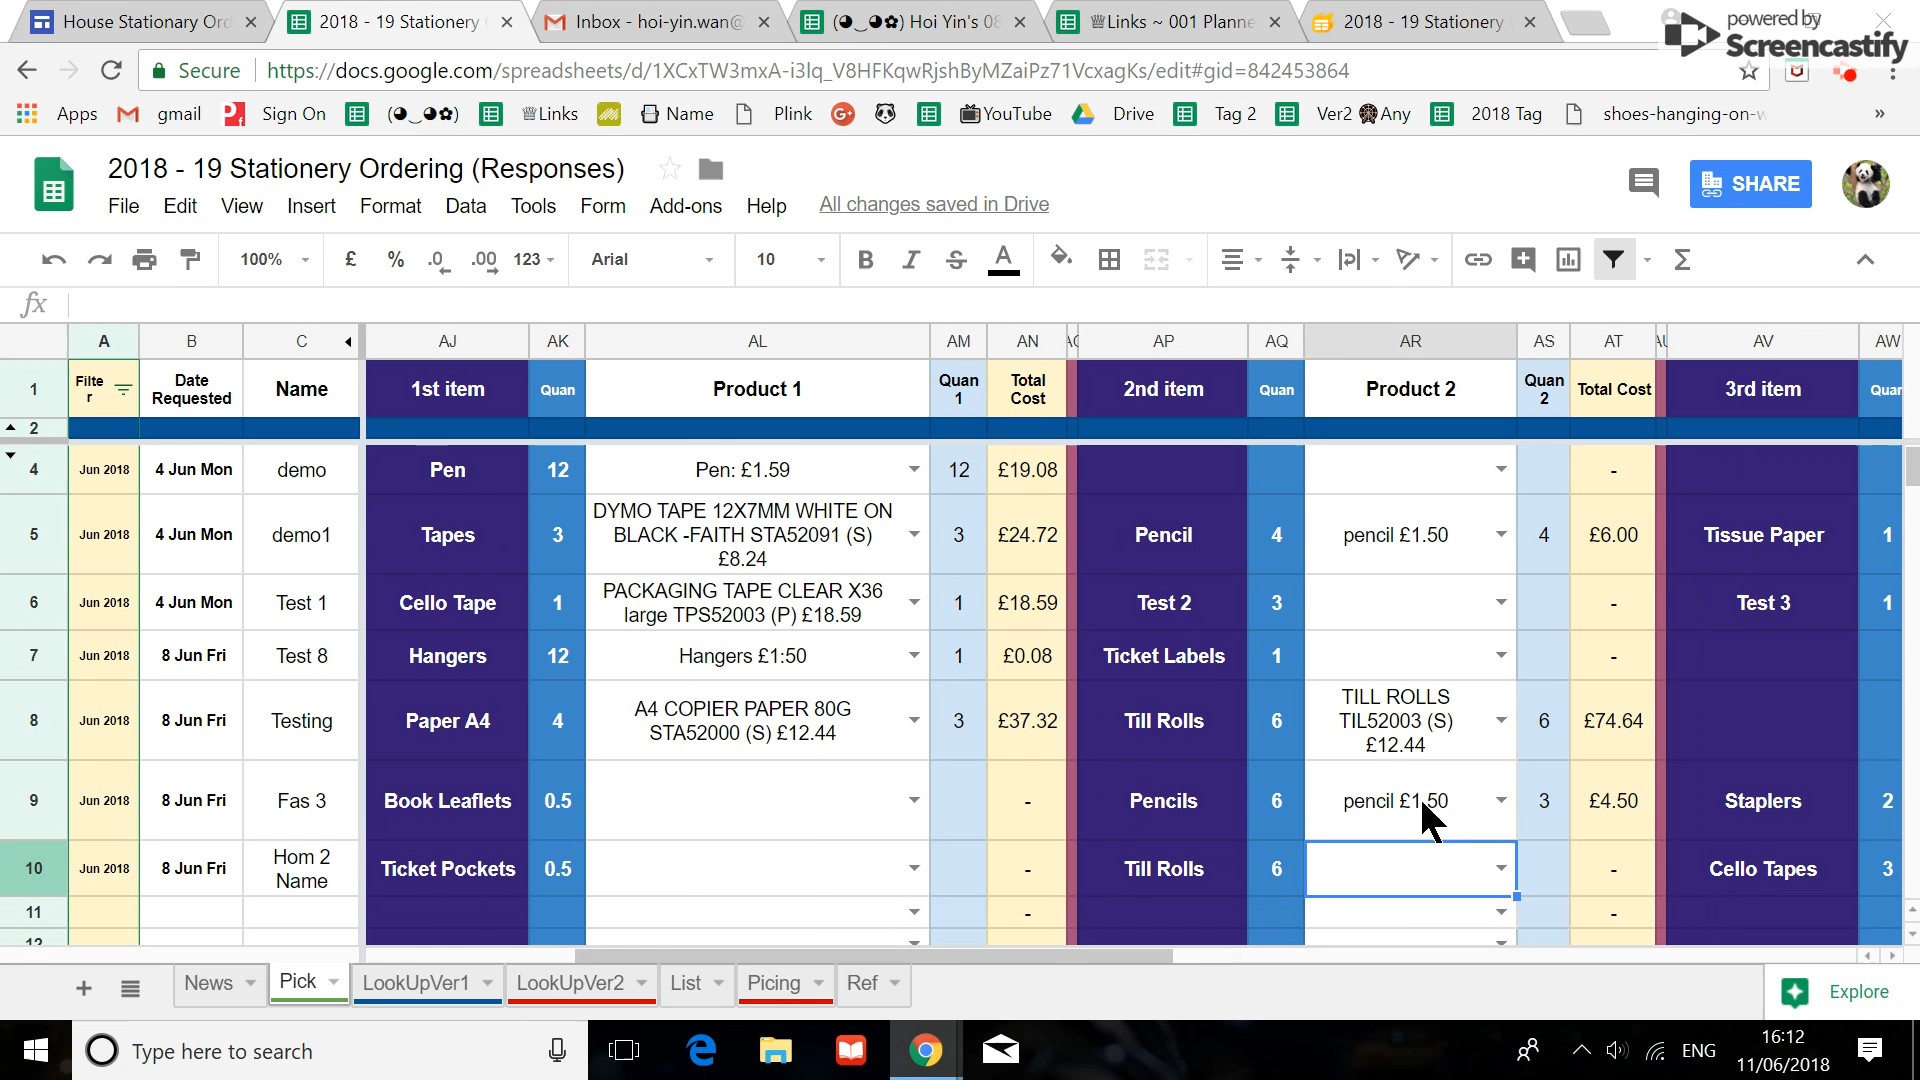 House Stationary Ord
2018 - 19 Stationery
Inbox - hoi-yin.wan@
(◕‿◕✿) Hoi Yin's 08
♕Links ~ 001 Planne
2018 - 19 Stationery
powered by
Screencastify
Secure
https://docs.google.com/spreadsheets/d/1XCxTW3mxA-i3Iq_V8HFKqwRjshByMZaiPz71VcxagKs/edit#gid=842453864
Apps
gmail
Sign On
(◕‿◕✿)
♕Links
Name
Plink
YouTube
Drive
Tag 2
Ver2
Any
2018 Tag
shoes-hanging-on-w
»
2018 - 19 Stationery Ordering (Responses)
File Edit View Insert Format Data Tools Form Add-ons Help
All changes saved in Drive
SHARE
100% £ % .0 .00 123 Arial 10 B I S A Σ
fx
A B C AJ AK AL AM AN AP AQ AR AS AT AV AW
1 Filter Date Requested Name 1st item Quan Product 1 Quan 1 Total Cost 2nd item Quan Product 2 Quan 2 Total Cost 3rd item Quan
2
4 Jun 2018 4 Jun Mon demo Pen 12 Pen: £1.59 12 £19.08 -
5 Jun 2018 4 Jun Mon demo1 Tapes 3 DYMO TAPE 12X7MM WHITE ON BLACK -FAITH STA52091 (S) £8.24 3 £24.72 Pencil 4 pencil £1.50 4 £6.00 Tissue Paper 1
6 Jun 2018 4 Jun Mon Test 1 Cello Tape 1 PACKAGING TAPE CLEAR X36 large TPS52003 (P) £18.59 1 £18.59 Test 2 3 - Test 3 1
7 Jun 2018 8 Jun Fri Test 8 Hangers 12 Hangers £1:50 1 £0.08 Ticket Labels 1 -
8 Jun 2018 8 Jun Fri Testing Paper A4 4 A4 COPIER PAPER 80G STA52000 (S) £12.44 3 £37.32 Till Rolls 6 TILL ROLLS TIL52003 (S) £12.44 6 £74.64
9 Jun 2018 8 Jun Fri Fas 3 Book Leaflets 0.5 - Pencils 6 pencil £1.50 3 £4.50 Staplers 2
10 Jun 2018 8 Jun Fri Hom 2 Name Ticket Pockets 0.5 - Till Rolls 6 - Cello Tapes 3
11 - -
12
News Pick LookUpVer1 LookUpVer2 List Picing Ref
Explore
Type here to search
ENG
16:12
11/06/2018